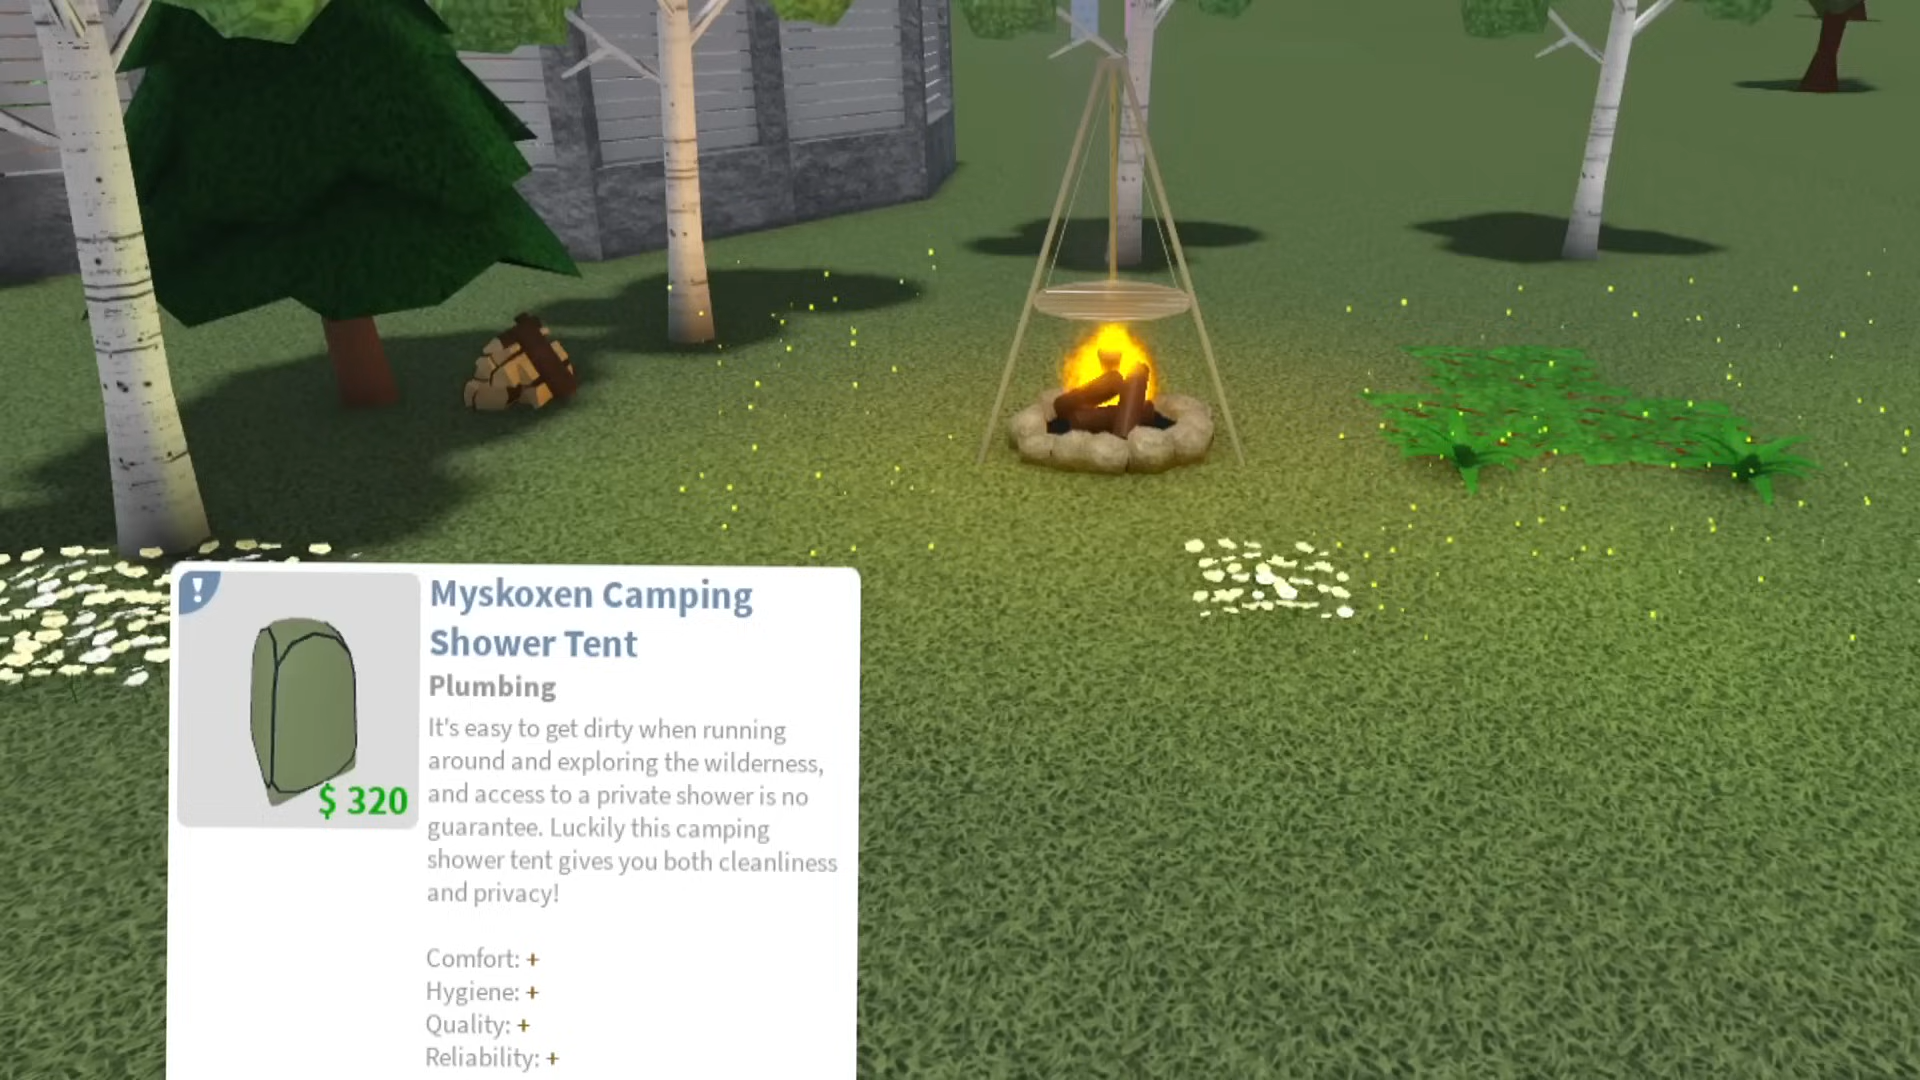 !
Myskoxen Camping
Shower Tent
Plumbing
It's easy to get dirty when running
around and exploring the wilderness,
and access to a private shower is no
guarantee. Luckily this camping
shower tent gives you both cleanliness
and privacy!
$ 320
Comfort: +
Hygiene: +
Quality: +
Reliability: +